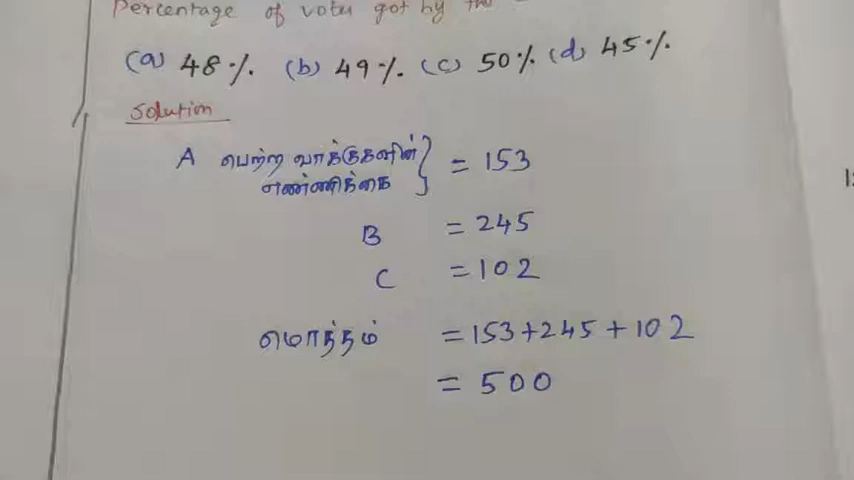 Percentage of votes got by the
(a) 48% (b) 49% (c) 50% (d) 45%
Solution
A பெற்ற வாக்குகளின் } = 153
எண்ணிக்கை
B = 245
C = 102
மொத்தம் = 153+245+102
= 500